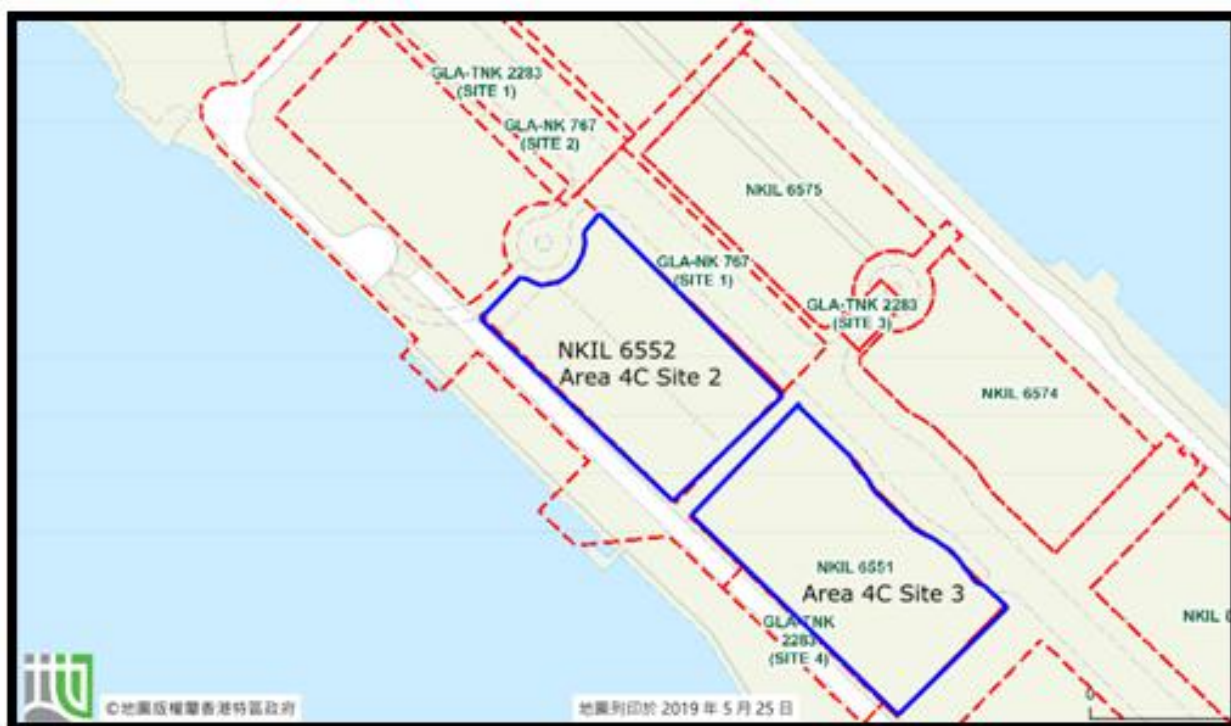 GLA-TNK 2283
(SITE 1)
GLA-NK 767
(SITE 2)
NKIL 6575
GLA-NK 767
(SITE 1)
GLA-TNK 2283
(SITE 3)
NKIL 6552
Area 4C Site 2
NKIL 6574
NKIL 6551
Area 4C Site 3
NKIL
GLA-TNK
2283
(SITE 4)
0
©地圖版權屬香港特區政府
地圖列印於 2019 年 5 月 25 日